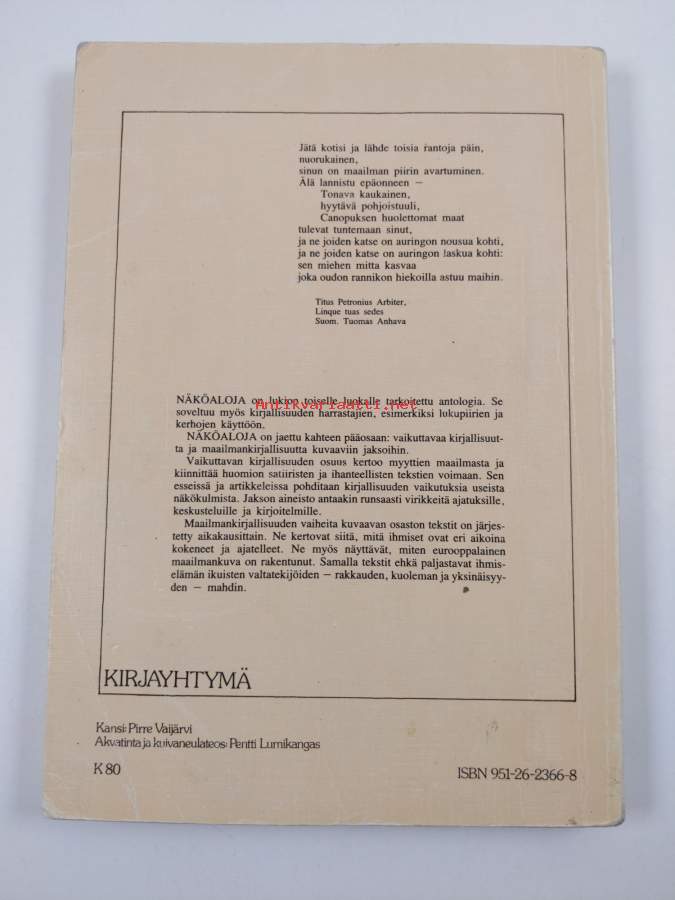 Jätä kotisi ja lähde toisia rantoja päin,
nuorukainen,
sinun on maailman piirin avartuminen.
Älä lannistu epäonneen –
Tonava kaukainen,
hyytävä pohjoistuuli,
Canopuksen huolettomat maat
tulevat tuntemaan sinut,
ja ne joiden katse on auringon nousua kohti,
ja ne joiden katse on auringon laskua kohti:
sen miehen mitta kasvaa
joka oudon rannikon hiekoilla astuu maihin.
Titus Petronius Arbiter,
Linque tuas sedes
Suom. Tuomas Anhava
NÄKÖALOJA on lukion toiselle luokalle tarkoitettu antologia. Se
Antikvariaatti.net
soveltuu myös kirjallisuuden harrastajien, esimerkiksi lukupiirien ja
kerhojen käyttöön.
NÄKÖALOJA on jaettu kahteen pääosaan: vaikuttavaa kirjallisuut-
ta ja maailmankirjallisuutta kuvaaviin jaksoihin.
Vaikuttavan kirjallisuuden osuus kertoo myyttien maailmasta ja
kiinnittää huomion satiiristen ja ihanteellisten tekstien voimaan. Sen
esseissä ja artikkeleissa pohditaan kirjallisuuden vaikutuksia useista
näkökulmista. Jakson aineisto antaakin runsaasti virikkeitä ajatuksille,
keskusteluille ja kirjoitelmille.
Maailmankirjallisuuden vaiheita kuvaavan osaston tekstit on järjes-
tetty aikakausittain. Ne kertovat siitä, mitä ihmiset ovat eri aikoina
kokeneet ja ajatelleet. Ne myös näyttävät, miten eurooppalainen
maailmankuva on rakentunut. Samalla tekstit ehkä paljastavat ihmis-
elämän ikuisten valtatekijöiden – rakkauden, kuoleman ja yksinäisyy-
den – mahdin.
KIRJAYHTYMÄ
Kansi: Pirre Vaijärvi
Akvatinta ja kuivaneulateos: Pentti Lumikangas
K 80
ISBN 951-26-2366-8